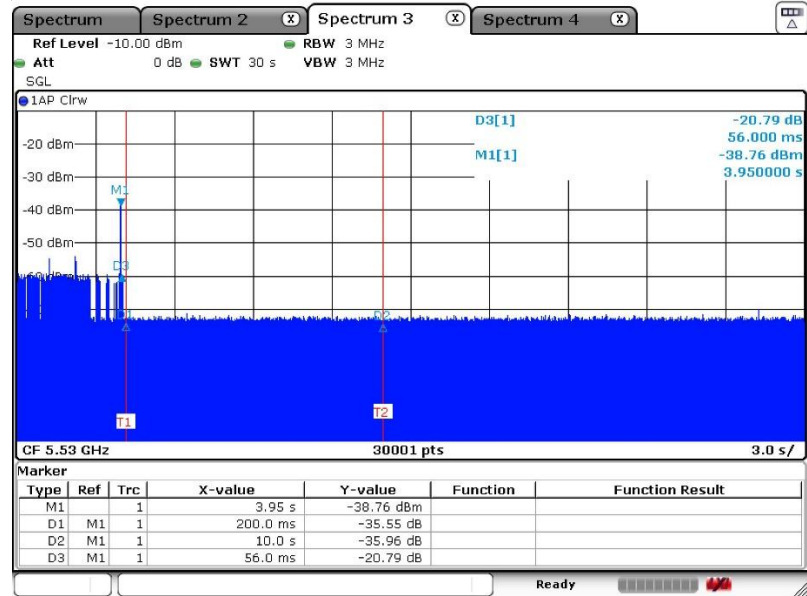 Spectrum Spectrum 2 X Spectrum 3 X Spectrum 4 X
Ref Level -10.00 dBm RBW 3 MHz
Att 0 dB SWT 30 s VBW 3 MHz
SGL
1AP Clrw
D3[1] -20.79 dB
56.000 ms
-20 dBm
M1[1] -38.76 dBm
3.950000 s
-30 dBm
M1
-40 dBm
-50 dBm
D3
-60 dBm
D1 D2
T1 T2
CF 5.53 GHz 30001 pts 3.0 s/
Marker
Type Ref Trc X-value Y-value Function Function Result
M1 1 3.95 s -38.76 dBm
D1 M1 1 200.0 ms -35.55 dB
D2 M1 1 10.0 s -35.96 dB
D3 M1 1 56.0 ms -20.79 dB
Ready